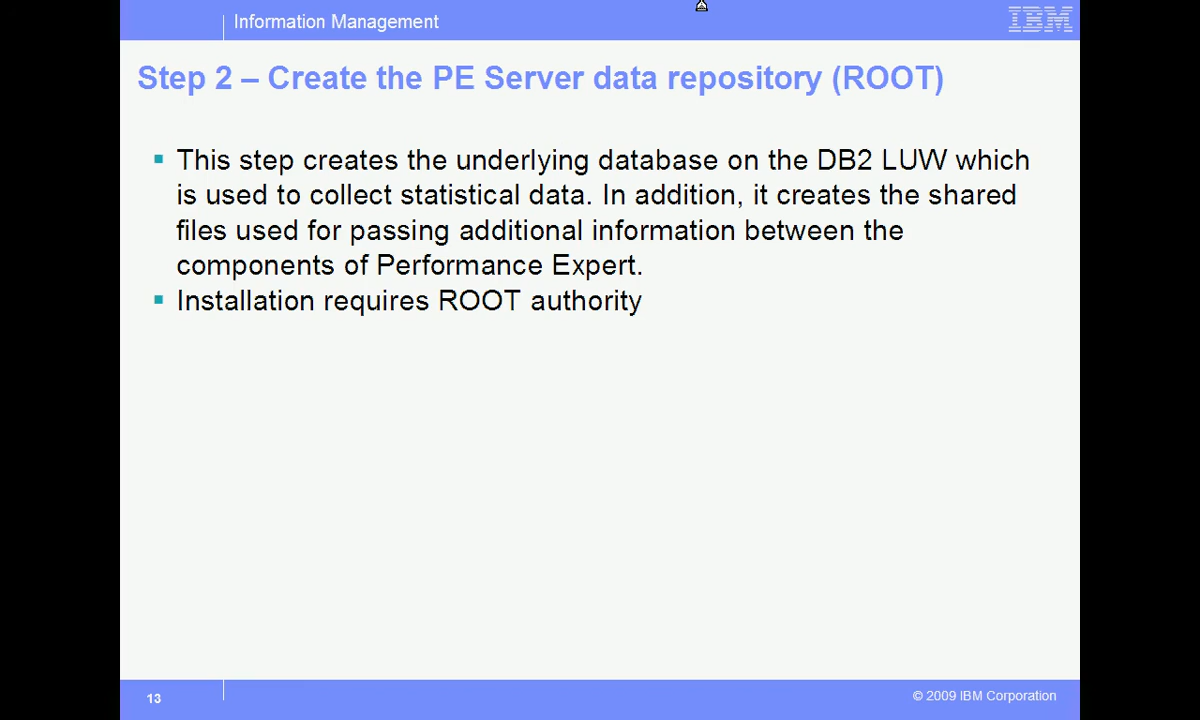 Information Management
IBM
Step 2 – Create the PE Server data repository (ROOT)
▪ This step creates the underlying database on the DB2 LUW which
is used to collect statistical data. In addition, it creates the shared
files used for passing additional information between the
components of Performance Expert.
▪ Installation requires ROOT authority
13
© 2009 IBM Corporation